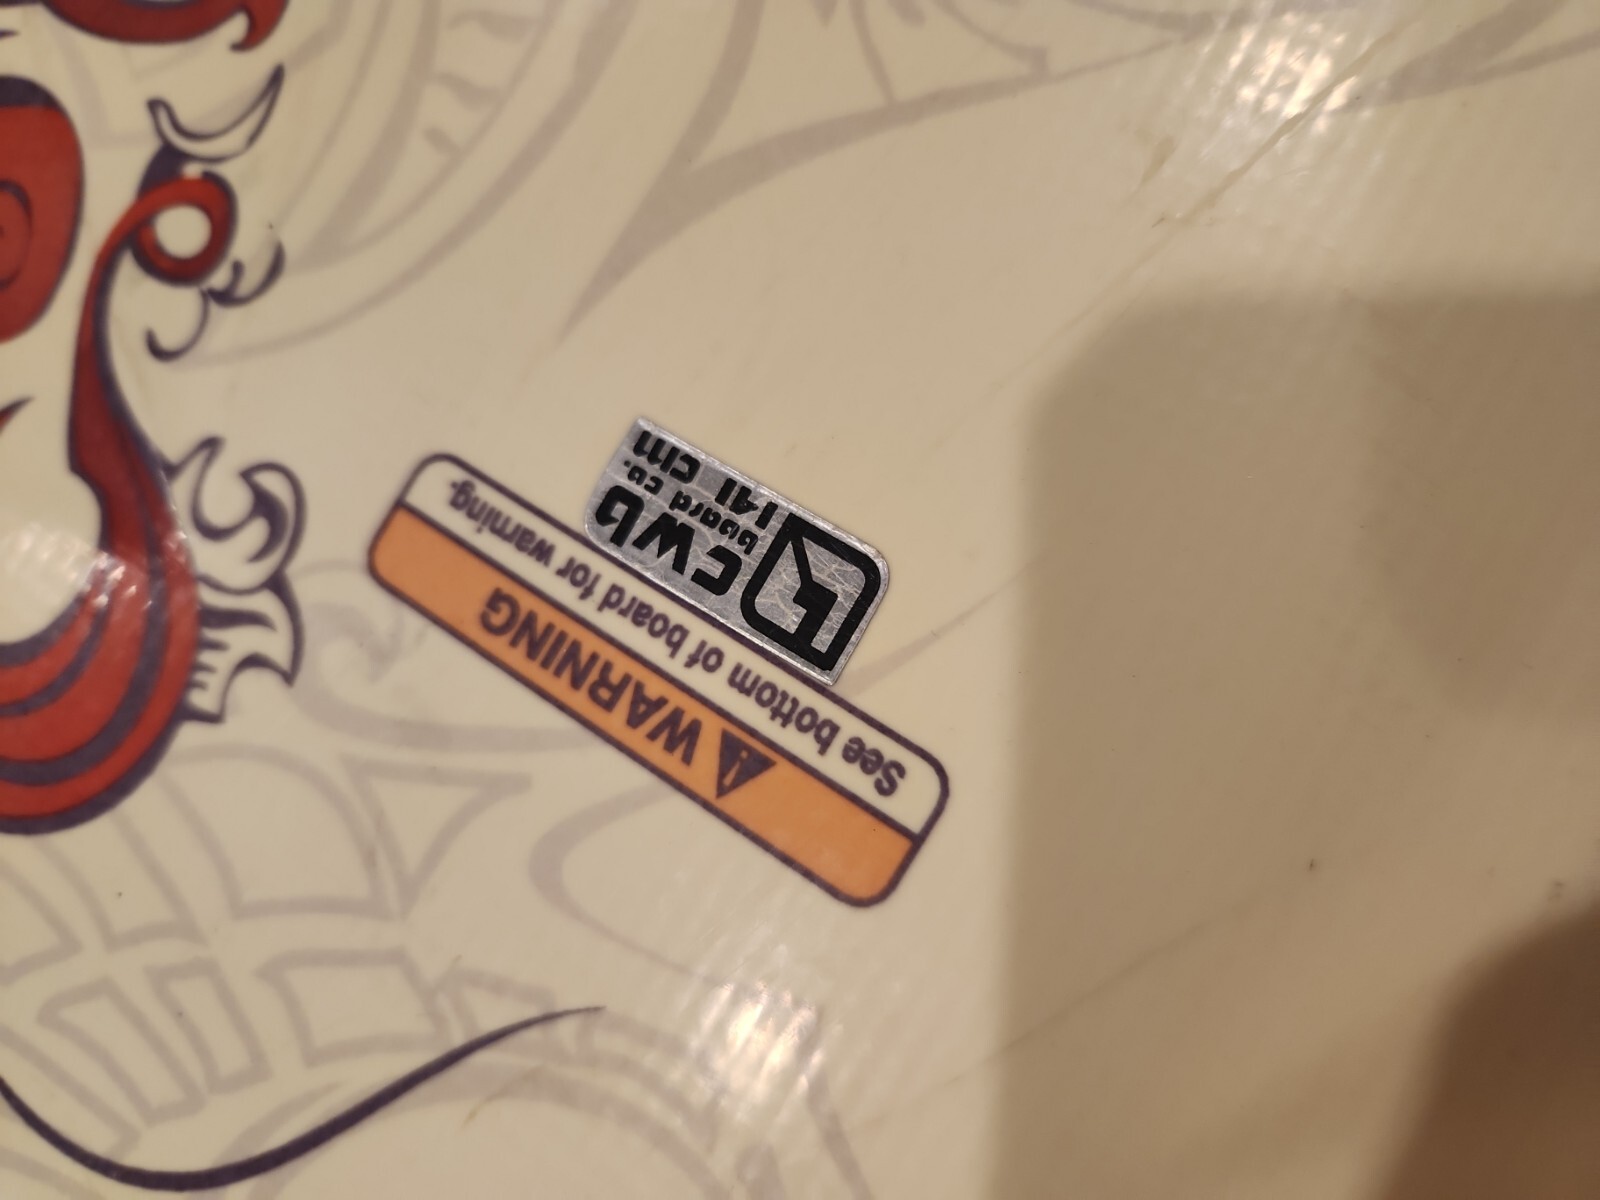 cwb
board co.
141 cm
WARNING
See bottom of board for warning.